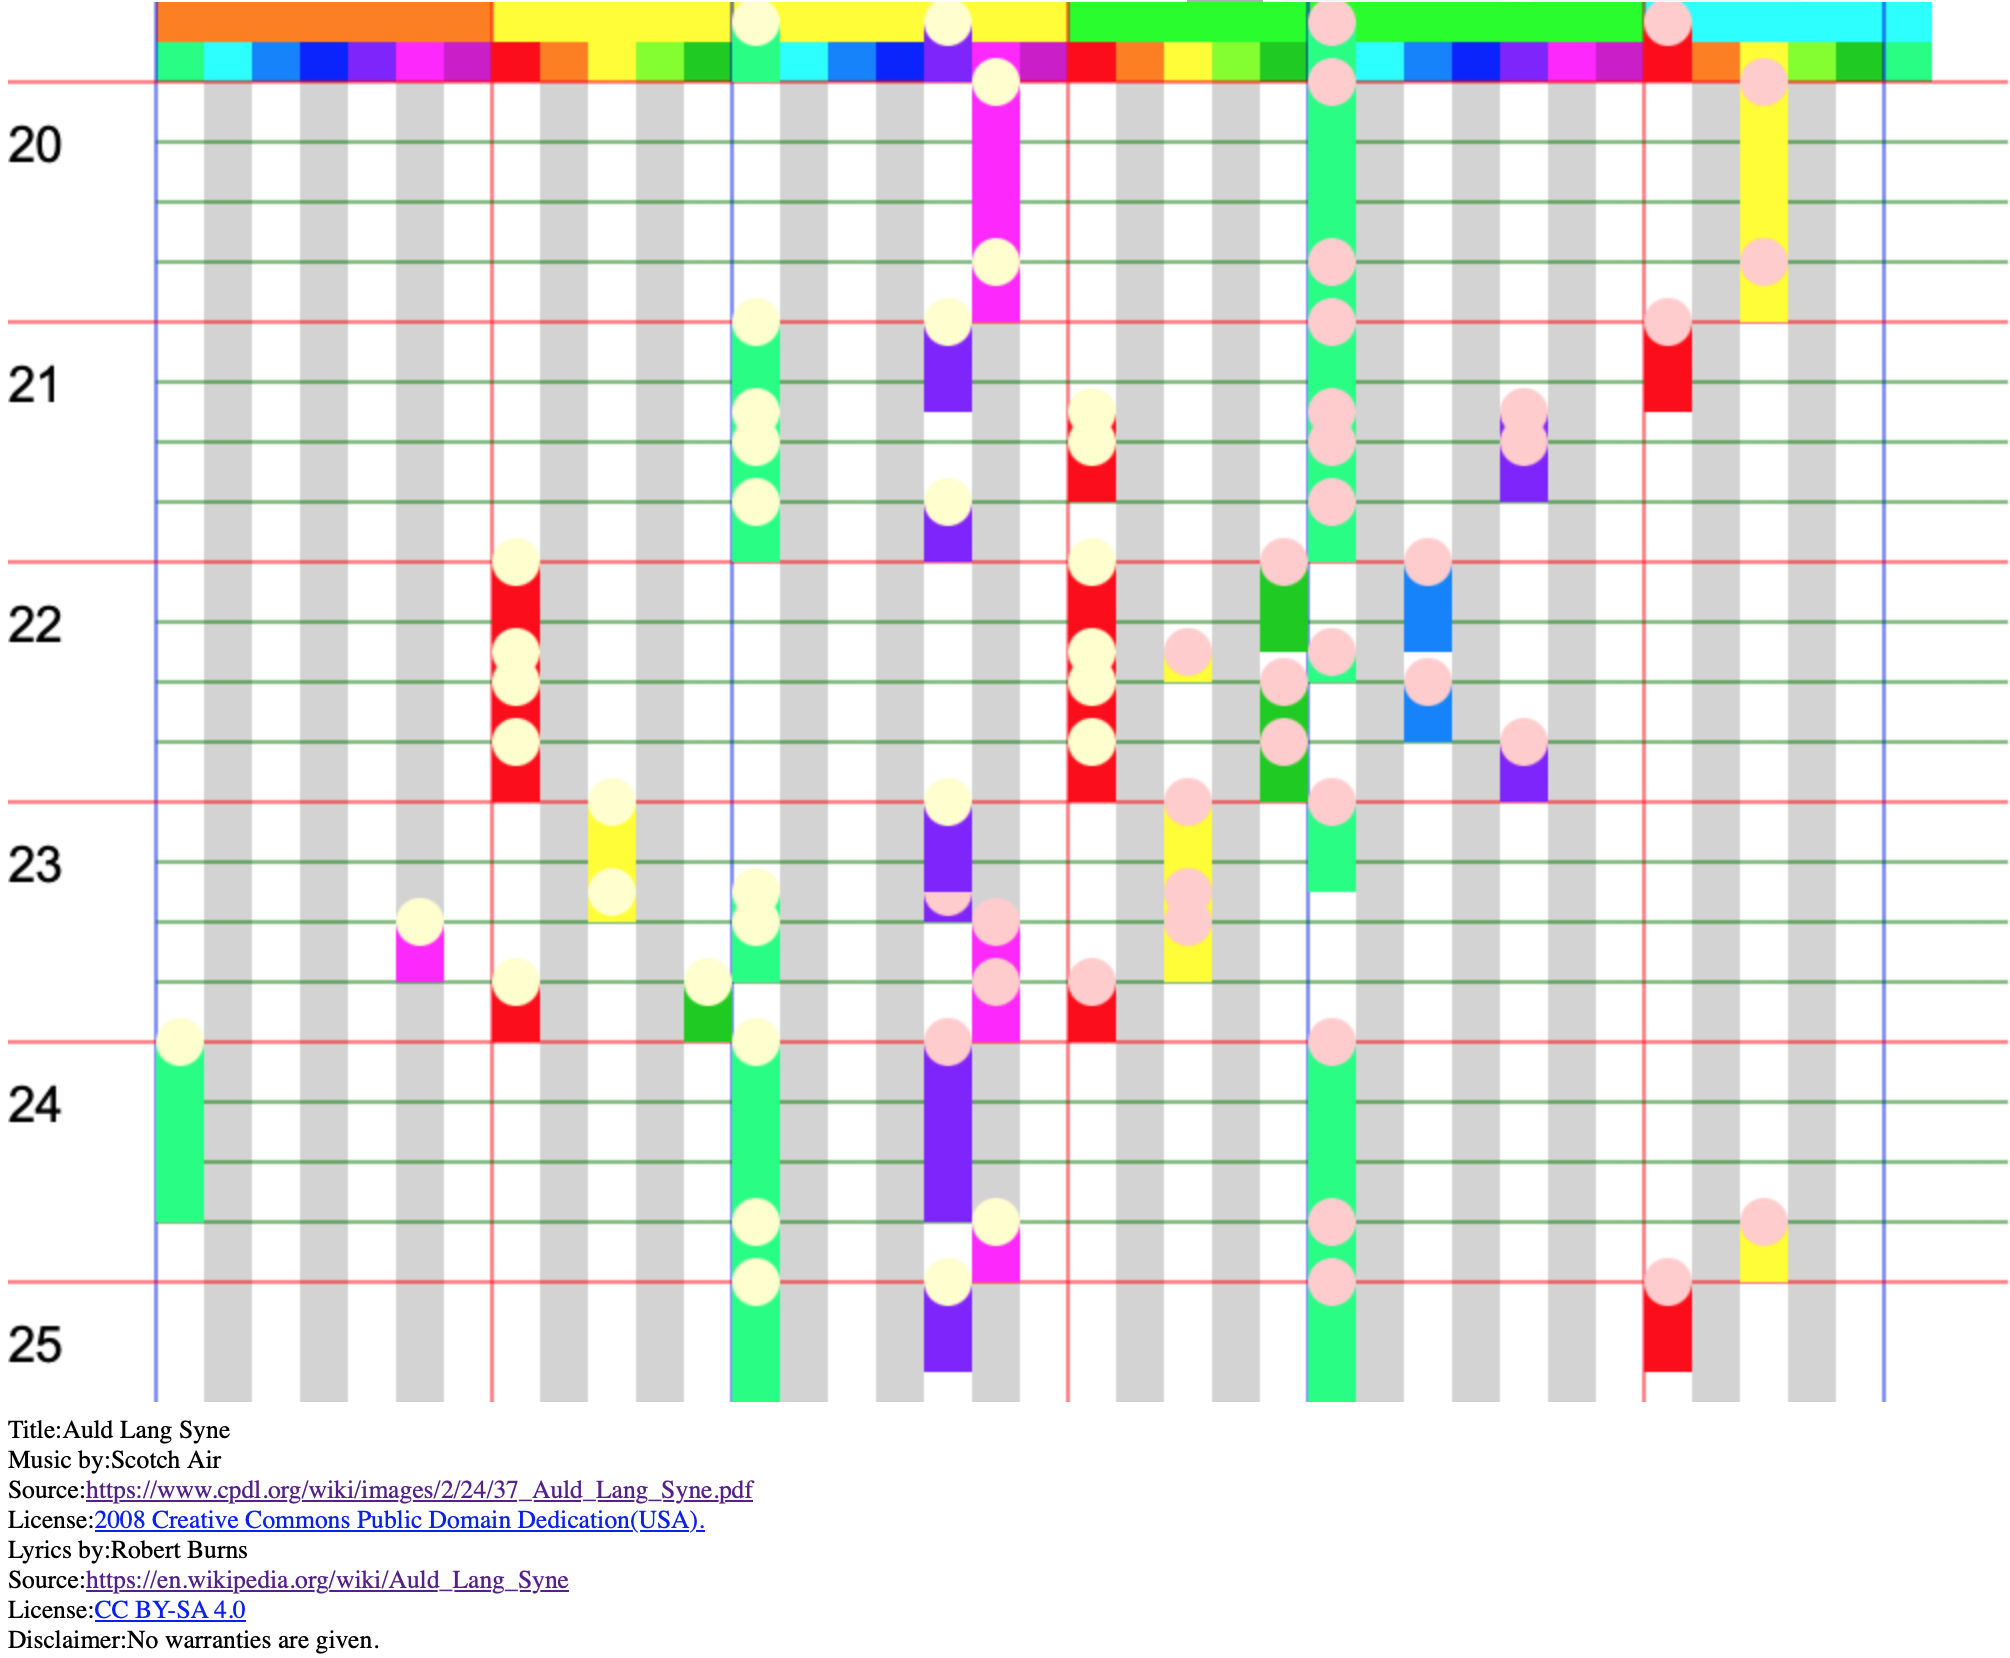 20
21
22
23
24
25
Title:Auld Lang Syne
Music by:Scotch Air
Source:https://www.cpdl.org/wiki/images/2/24/37_Auld_Lang_Syne.pdf
License:2008 Creative Commons Public Domain Dedication(USA).
Lyrics by:Robert Burns
Source:https://en.wikipedia.org/wiki/Auld_Lang_Syne
License:CC BY-SA 4.0
Disclaimer:No warranties are given.